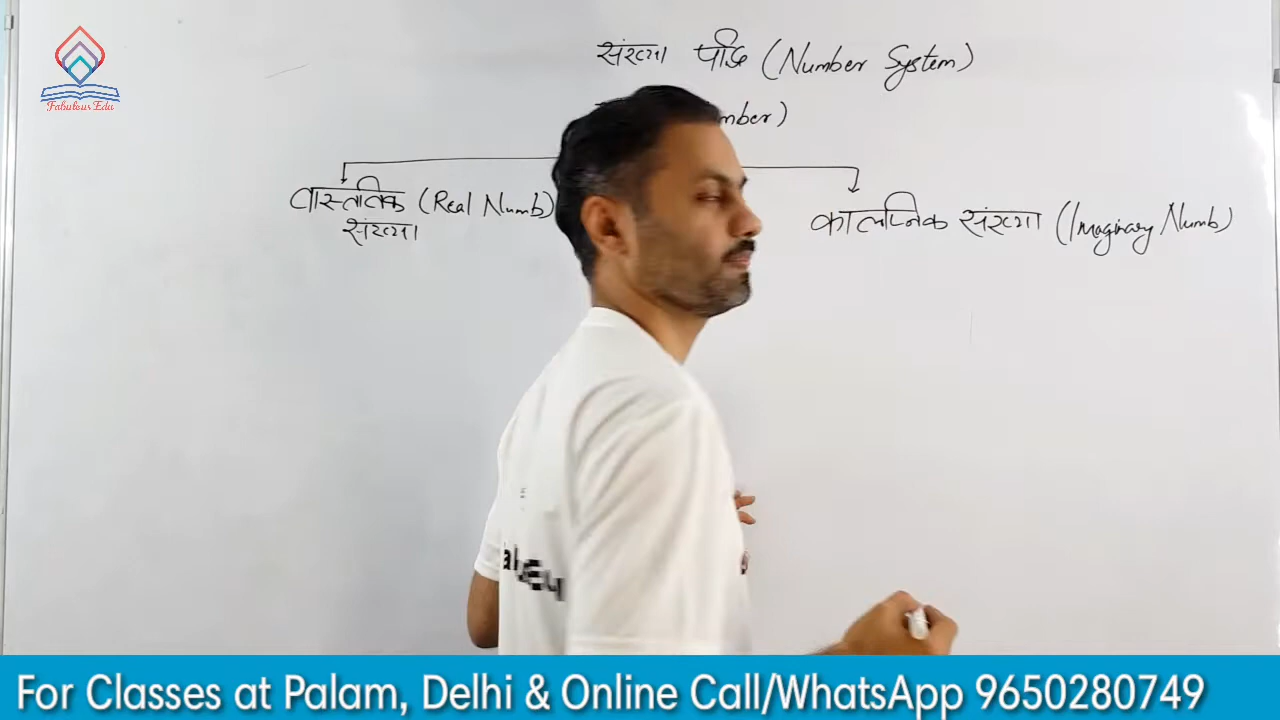 Fabulous Edu
संख्या पद्धि (Number System)
mber)
वास्तविक (Real Numb)
संख्या
काल्पनिक संख्या (Imaginary Numb)
For Classes at Palam, Delhi & Online Call/WhatsApp 9650280749